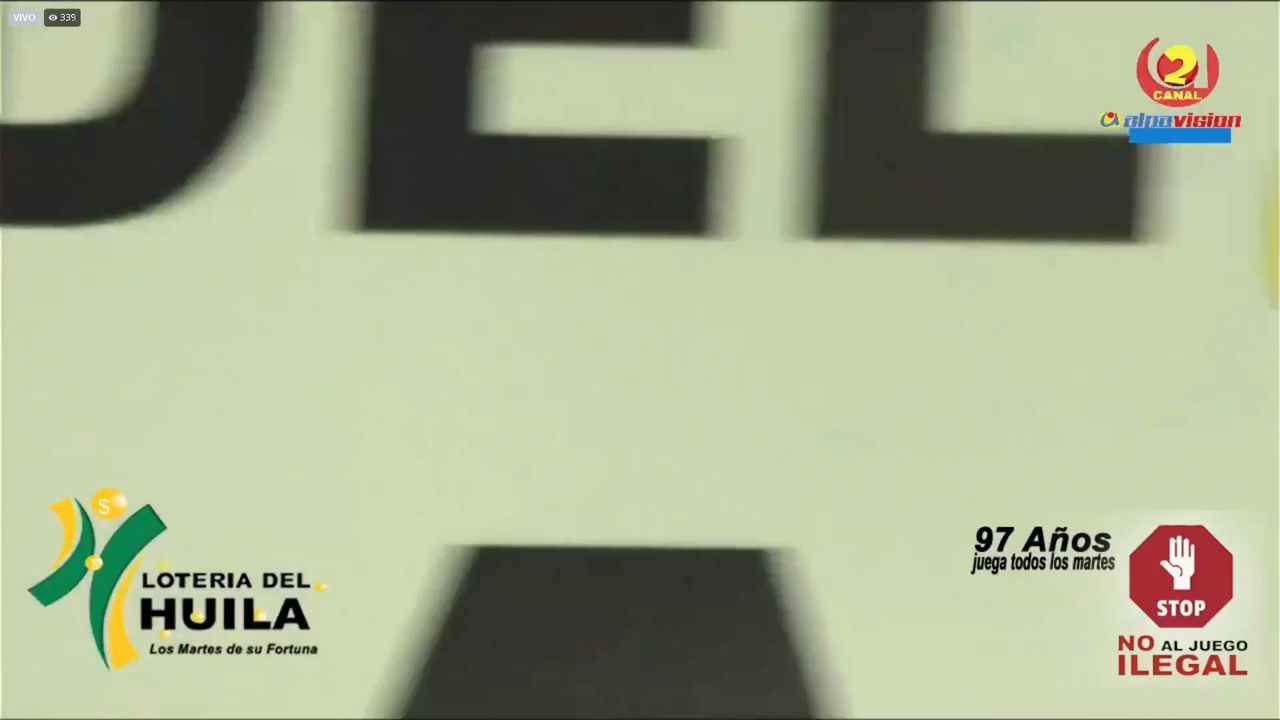 VIVO 339
DEL
A
2
CANAL
alpavision
$
LOTERIA DEL
HUILA
Los Martes de su Fortuna
97 Años
juega todos los martes
STOP
NO AL JUEGO
ILEGAL